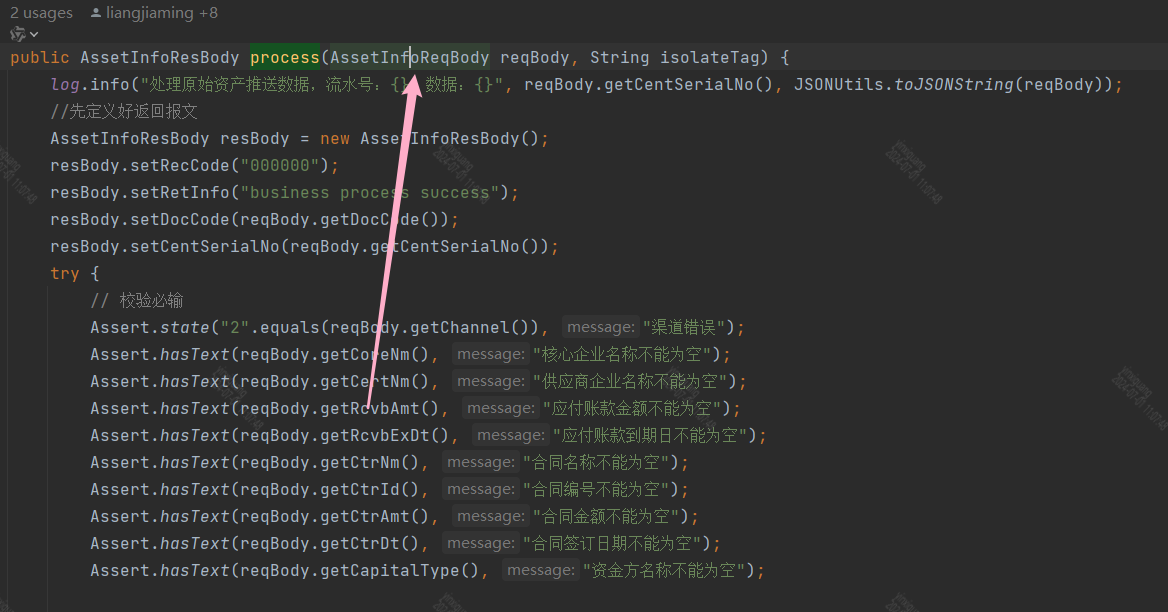 2 usages liangjiaming +8
public AssetInfoResBody process(AssetInfoReqBody reqBody, String isolateTag) {
log.info("处理原始资产推送数据，流水号：{}，数据：{}", reqBody.getCentSerialNo(), JSONUtils.toJSONString(reqBody));
//先定义好返回报文
AssetInfoResBody resBody = new AssetInfoResBody();
resBody.setRecCode("000000");
resBody.setRetInfo("business process success");
resBody.setDocCode(reqBody.getDocCode());
resBody.setCentSerialNo(reqBody.getCentSerialNo());
try {
// 校验必输
Assert.state("2".equals(reqBody.getChannel()), message: "渠道错误");
Assert.hasText(reqBody.getCoreNm(), message: "核心企业名称不能为空");
Assert.hasText(reqBody.getCertNm(), message: "供应商企业名称不能为空");
Assert.hasText(reqBody.getRcvbAmt(), message: "应付账款金额不能为空");
Assert.hasText(reqBody.getRcvbExDt(), message: "应付账款到期日不能为空");
Assert.hasText(reqBody.getCtrNm(), message: "合同名称不能为空");
Assert.hasText(reqBody.getCtrId(), message: "合同编号不能为空");
Assert.hasText(reqBody.getCtrAmt(), message: "合同金额不能为空");
Assert.hasText(reqBody.getCtrDt(), message: "合同签订日期不能为空");
Assert.hasText(reqBody.getCapitalType(), message: "资金方名称不能为空");